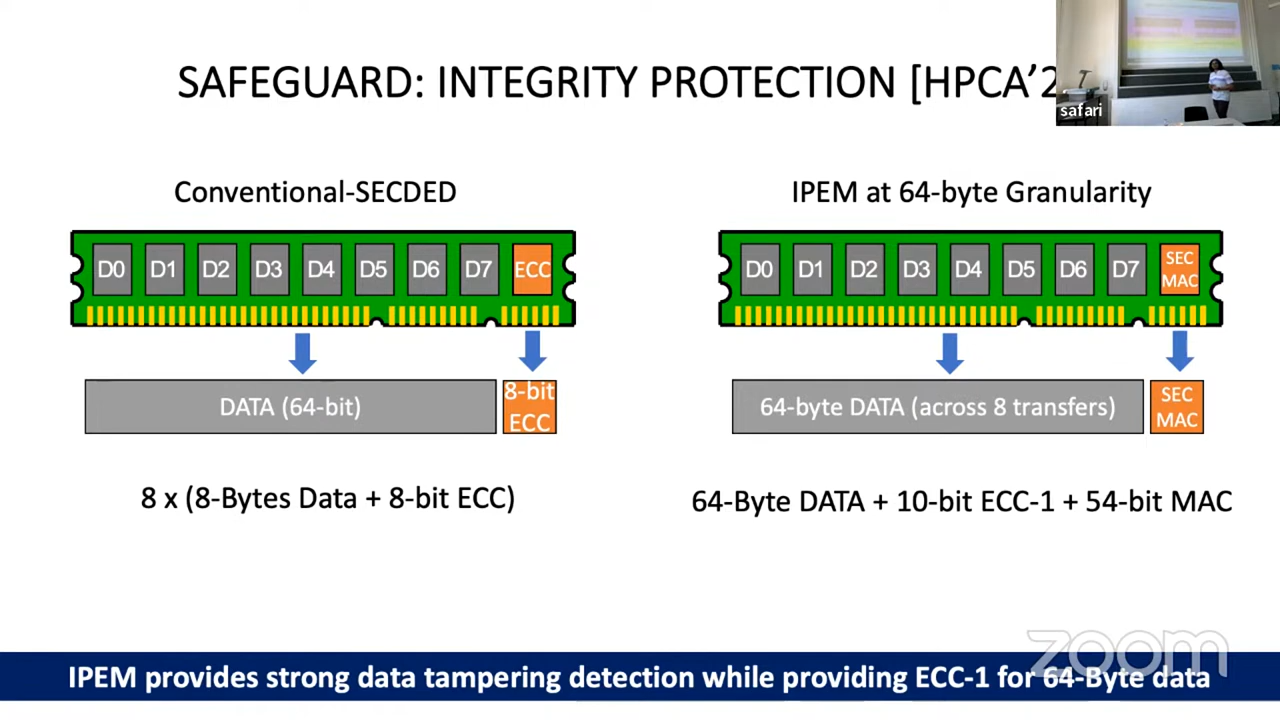 SAFEGUARD: INTEGRITY PROTECTION [HPCA'2
safari
Conventional-SECDED
IPEM at 64-byte Granularity
D0 D1 D2 D3 D4 D5 D6 D7 ECC
D0 D1 D2 D3 D4 D5 D6 D7 SEC MAC
DATA (64-bit)
8-bit
ECC
64-byte DATA (across 8 transfers)
SEC
MAC
8 x (8-Bytes Data + 8-bit ECC)
64-Byte DATA + 10-bit ECC-1 + 54-bit MAC
zoom
IPEM provides strong data tampering detection while providing ECC-1 for 64-Byte data